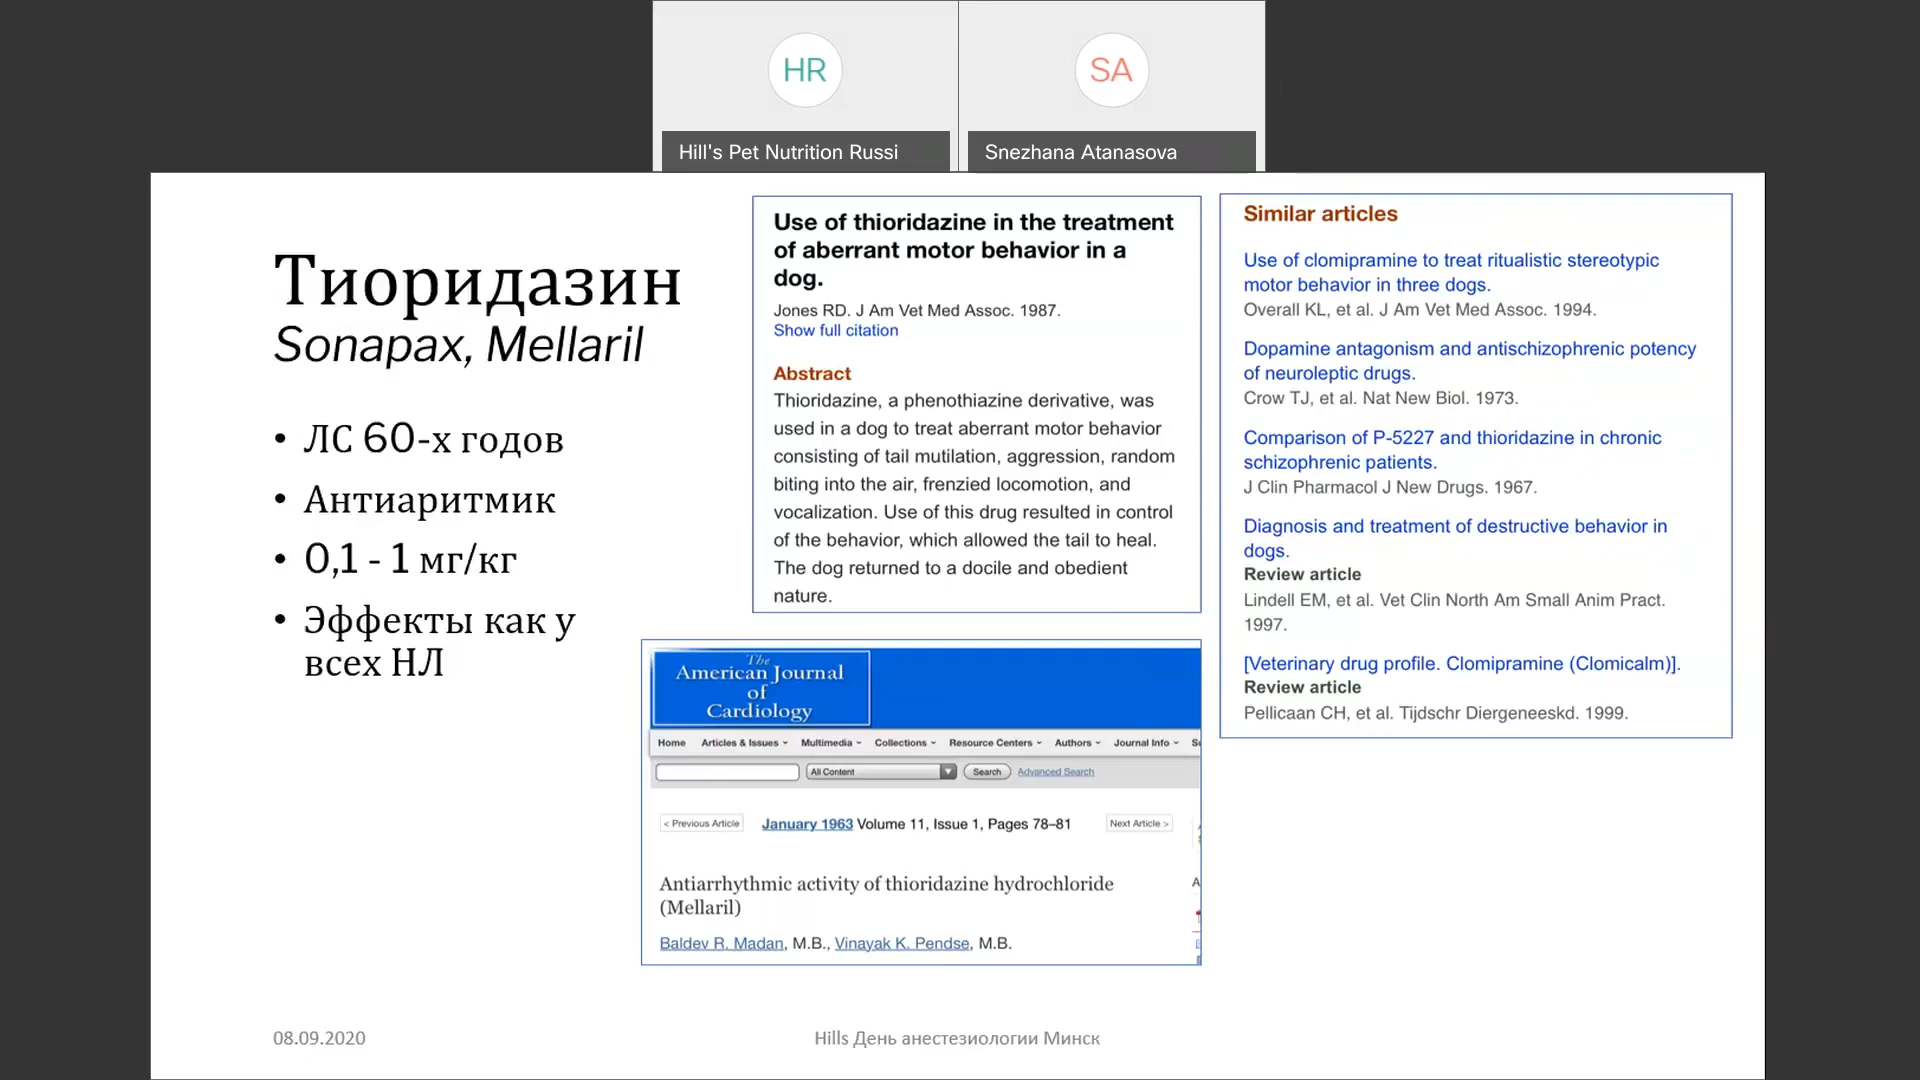 HR
SA
Hill's Pet Nutrition Russi
Snezhana Atanasova
Тиоридазин
Sonapax, Mellaril
• ЛС 60-х годов
• Антиаритмик
• 0,1 - 1 мг/кг
• Эффекты как у
всех НЛ
Use of thioridazine in the treatment
of aberrant motor behavior in a
dog.
Jones RD. J Am Vet Med Assoc. 1987.
Show full citation
Abstract
Thioridazine, a phenothiazine derivative, was
used in a dog to treat aberrant motor behavior
consisting of tail mutilation, aggression, random
biting into the air, frenzied locomotion, and
vocalization. Use of this drug resulted in control
of the behavior, which allowed the tail to heal.
The dog returned to a docile and obedient
nature.
Similar articles
Use of clomipramine to treat ritualistic stereotypic
motor behavior in three dogs.
Overall KL, et al. J Am Vet Med Assoc. 1994.
Dopamine antagonism and antischizophrenic potency
of neuroleptic drugs.
Crow TJ, et al. Nat New Biol. 1973.
Comparison of P-5227 and thioridazine in chronic
schizophrenic patients.
J Clin Pharmacol J New Drugs. 1967.
Diagnosis and treatment of destructive behavior in
dogs.
Review article
Lindell EM, et al. Vet Clin North Am Small Anim Pract.
1997.
[Veterinary drug profile. Clomipramine (Clomicalm)].
Review article
Pellicaan CH, et al. Tijdschr Diergeneeskd. 1999.
The
American Journal
of
Cardiology
Home Articles & Issues Multimedia Collections Resource Centers Authors Journal Info
All Content Search Advanced Search
< Previous Article January 1963 Volume 11, Issue 1, Pages 78–81 Next Article >
Antiarrhythmic activity of thioridazine hydrochloride
(Mellaril)
Baldev R. Madan, M.B., Vinayak K. Pendse, M.B.
08.09.2020
Hills День анестезиологии Минск